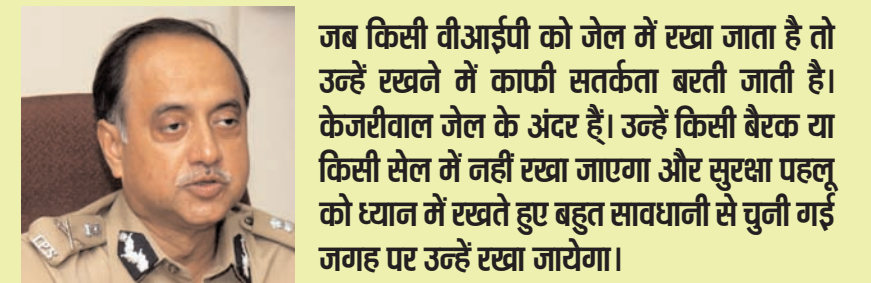 जब किसी वीआईपी को जेल में रखा जाता है तो
उन्हें रखने में काफी सतर्कता बरती जाती है।
केजरीवाल जेल के अंदर हैं। उन्हें किसी बैरक या
किसी सेल में नहीं रखा जाएगा और सुरक्षा पहलू
को ध्यान में रखते हुए बहुत सावधानी से चुनी गई
जगह पर उन्हें रखा जायेगा।
IPS